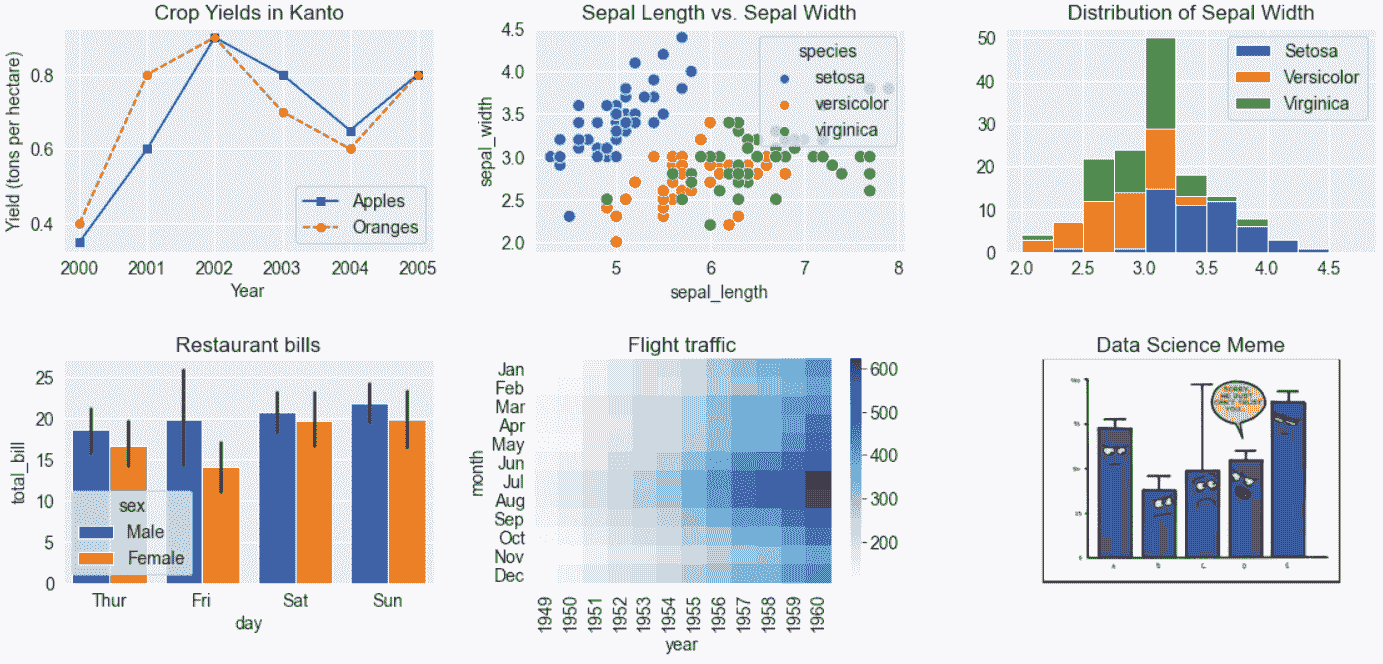 Crop Yields in Kanto
Yield (tons per hectare)
0.8
0.6
0.4
2000 2001 2002 2003 2004 2005
Year
Apples
Oranges
Sepal Length vs. Sepal Width
sepal_width
4.5
4.0
3.5
3.0
2.5
2.0
5 6 7 8
sepal_length
species
setosa
versicolor
virginica
Distribution of Sepal Width
50
40
30
20
10
0
2.0 2.5 3.0 3.5 4.0 4.5
Setosa
Versicolor
Virginica
Restaurant bills
total_bill
25
20
15
10
5
0
Thur Fri Sat Sun
day
sex
Male
Female
Flight traffic
month
Jan
Feb
Mar
Apr
May
Jun
Jul
Aug
Sep
Oct
Nov
Dec
1949 1950 1951 1952 1953 1954 1955 1956 1957 1958 1959 1960
year
600
500
400
300
200
Data Science Meme